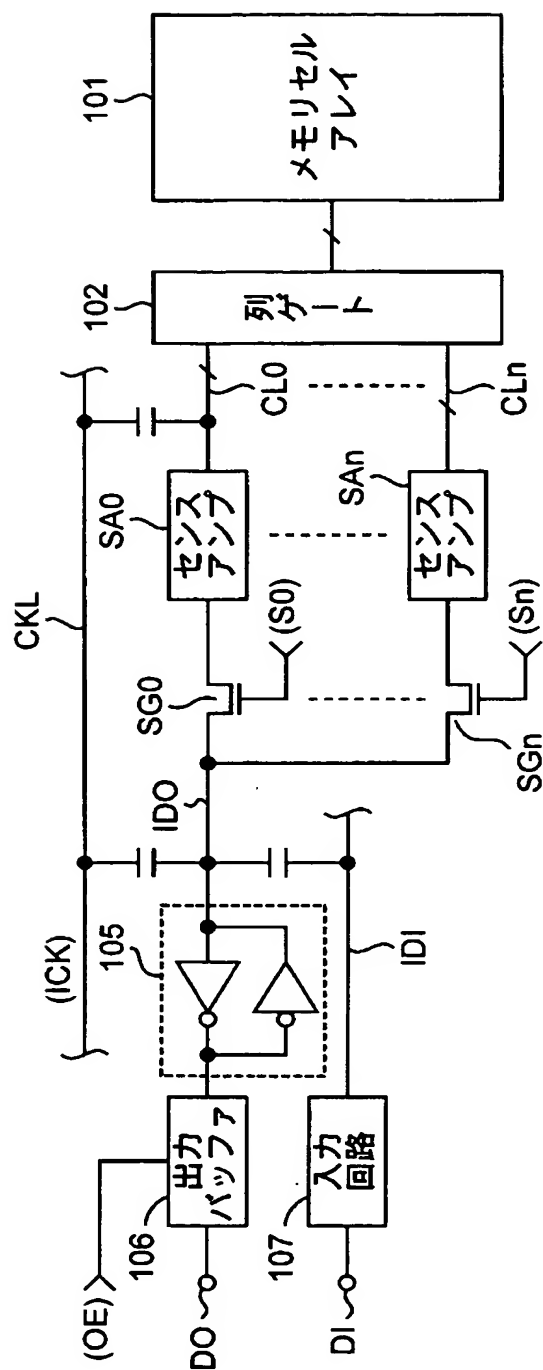 101
メモリセル
アレイ
102
列
ゲート
CL0
CLn
SA0
センス
アンプ
SAn
センス
アンプ
CKL
SG0
(S0)
SGn
(Sn)
IDO
(ICK)
105
IDI
(OE)
106
出力
バッファ
107
入力
回路
DO
DI